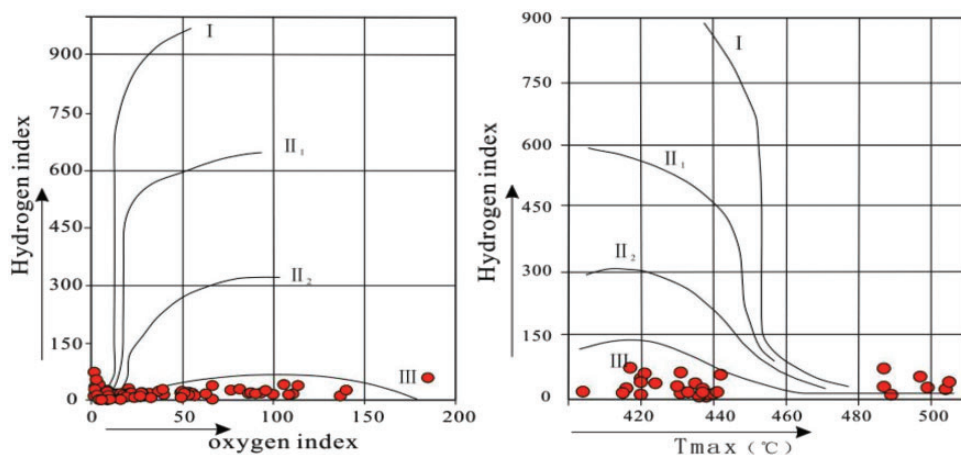 900
750
600
450
300
150
0
Hydrogen index
I
II₁
II₂
III
0 50 100 150 200
oxygen index
900
750
600
450
300
150
0
Hydrogen index
I
II₁
II₂
III
420 440 460 480 500
Tmax (℃)